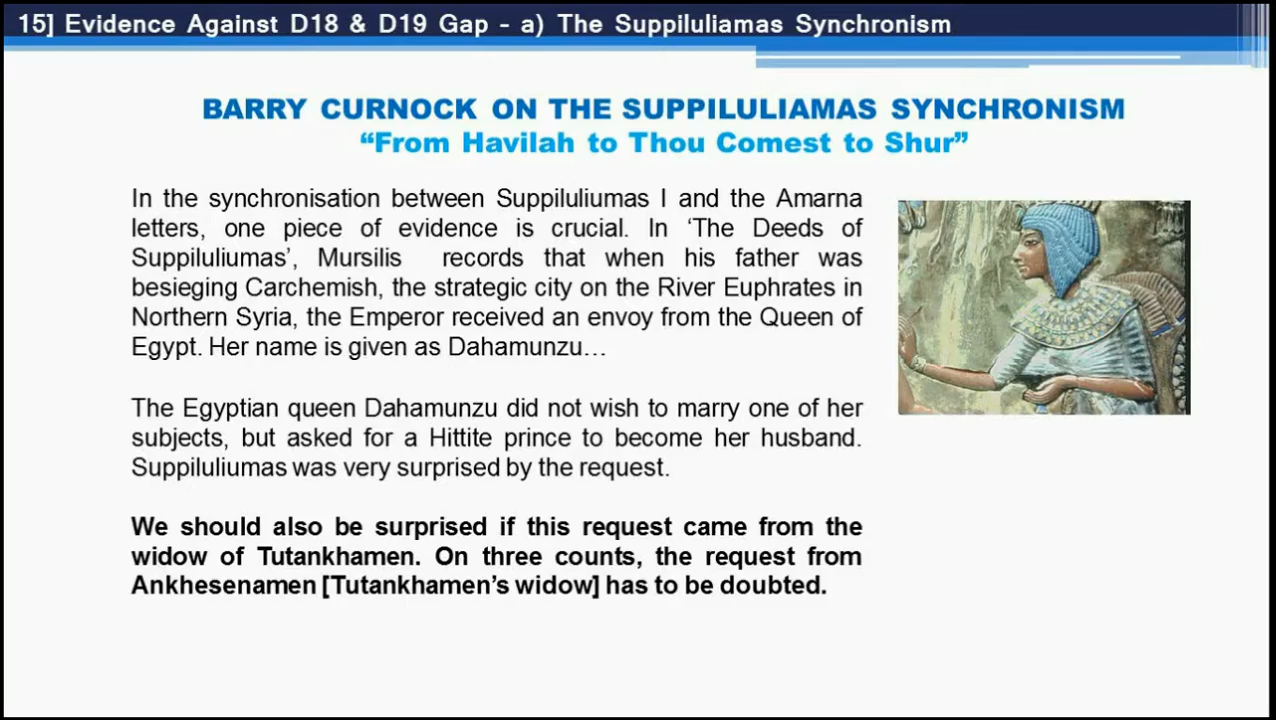 15] Evidence Against D18 & D19 Gap – a) The Suppiluliamas Synchronism
BARRY CURNOCK ON THE SUPPILULIAMAS SYNCHRONISM
“From Havilah to Thou Comest to Shur”
In the synchronisation between Suppiluliumas I and the Amarna
letters, one piece of evidence is crucial. In ‘The Deeds of
Suppiluliumas’, Mursilis records that when his father was
besieging Carchemish, the strategic city on the River Euphrates in
Northern Syria, the Emperor received an envoy from the Queen of
Egypt. Her name is given as Dahamunzu…
The Egyptian queen Dahamunzu did not wish to marry one of her
subjects, but asked for a Hittite prince to become her husband.
Suppiluliumas was very surprised by the request.
We should also be surprised if this request came from the
widow of Tutankhamen. On three counts, the request from
Ankhesenamen [Tutankhamen’s widow] has to be doubted.